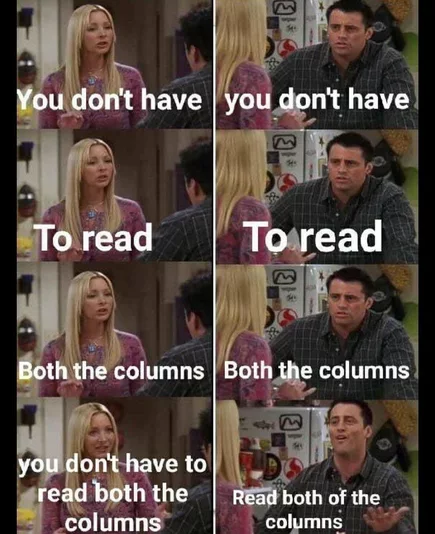 You don't have
you don't have
To read
To read
Both the columns
Both the columns
you don't have to
read both the
columns
Read both of the
columns